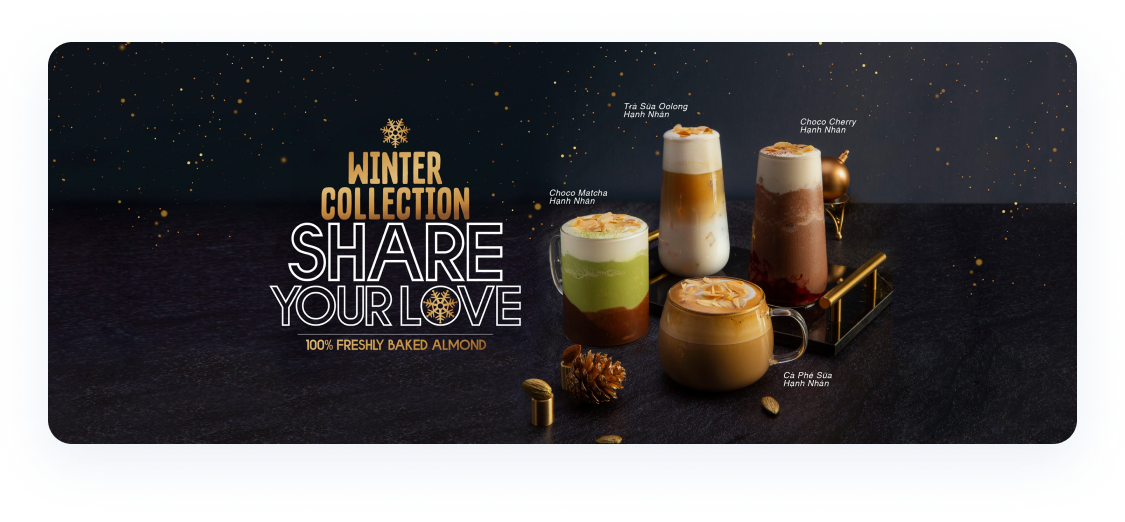 WINTER
COLLECTION
SHARE
YOUR LOVE
100% FRESHLY BAKED ALMOND
Trà Sữa Oolong
Hạnh Nhân
Choco Cherry
Hạnh Nhân
Choco Matcha
Hạnh Nhân
Cà Phê Sữa
Hạnh Nhân